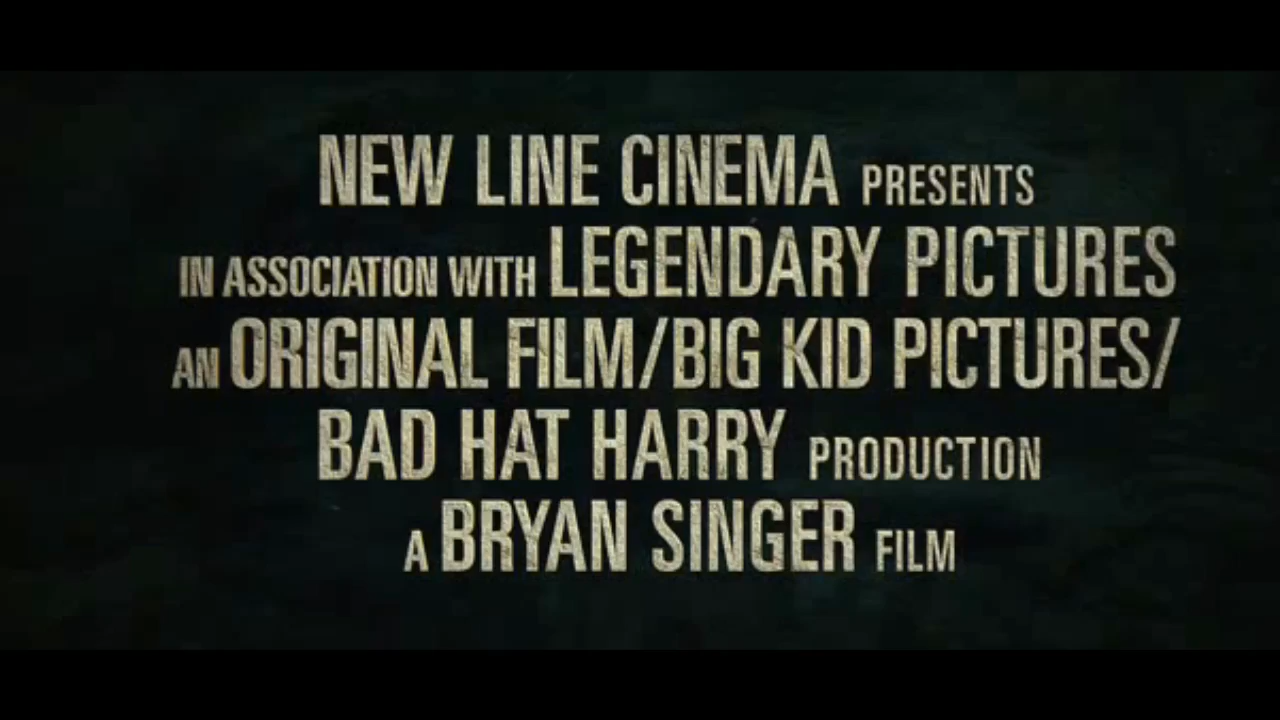 NEW LINE CINEMA PRESENTS
IN ASSOCIATION WITH LEGENDARY PICTURES
AN ORIGINAL FILM/BIG KID PICTURES/
BAD HAT HARRY PRODUCTION
A BRYAN SINGER FILM